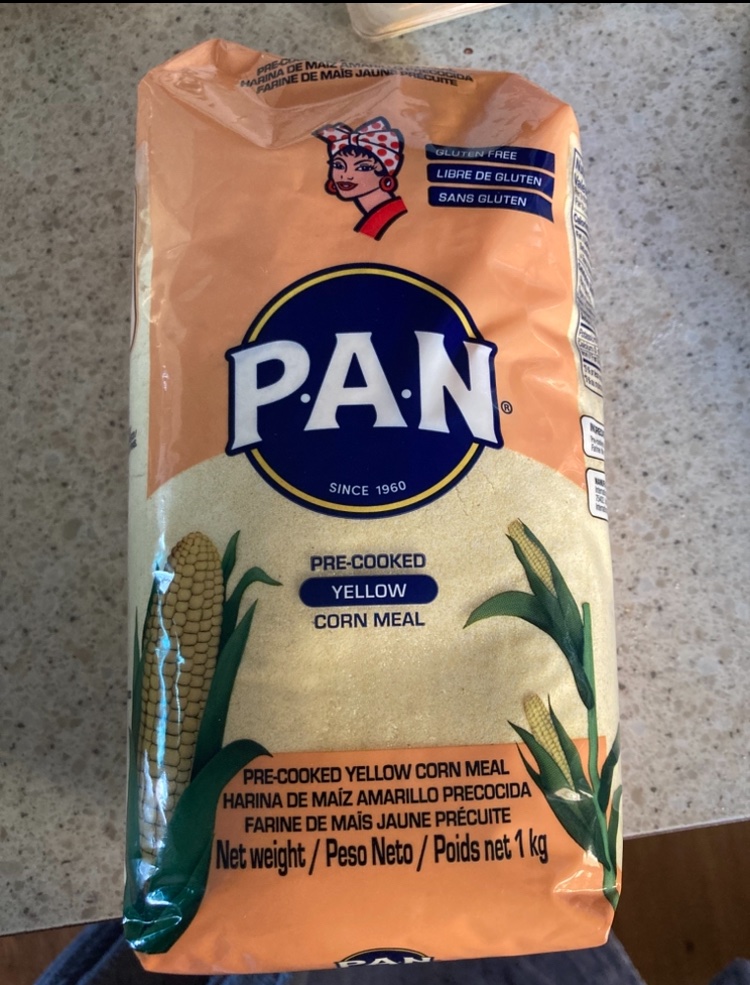 HARINA DE MAÍZ AMARILLO PRECOCIDA
FARINE DE MAÏS JAUNE PRÉCUITE
GLUTEN FREE
LIBRE DE GLUTEN
SANS GLUTEN
P.A.N
®
SINCE 1960
PRE-COOKED
YELLOW
CORN MEAL
PRE-COOKED YELLOW CORN MEAL
HARINA DE MAÍZ AMARILLO PRECOCIDA
FARINE DE MAÏS JAUNE PRÉCUITE
Net weight / Peso Neto / Poids net 1 kg
P.A.N